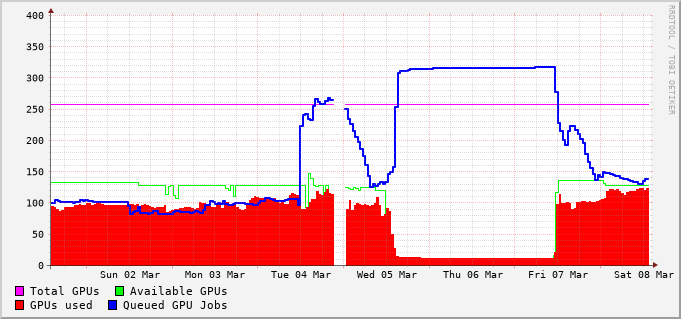 RRDTOOL / TOBI OETIKER
400
350
300
250
200
150
100
50
0
Sun 02 Mar Mon 03 Mar Tue 04 Mar Wed 05 Mar Thu 06 Mar Fri 07 Mar Sat 08 Mar
Total GPUs Available GPUs
GPUs used Queued GPU Jobs